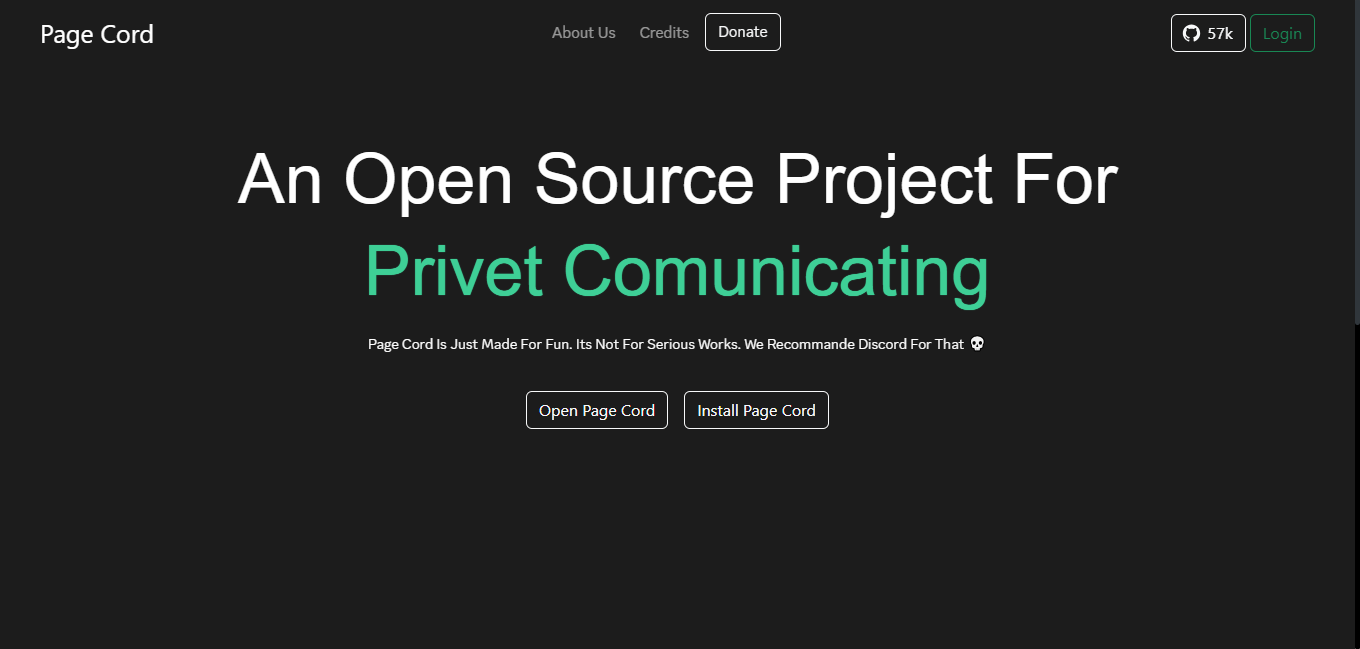 Page Cord
About Us Credits Donate
57k Login
An Open Source Project For
Privet Comunicating
Page Cord Is Just Made For Fun. Its Not For Serious Works. We Recommande Discord For That 💀
Open Page Cord Install Page Cord